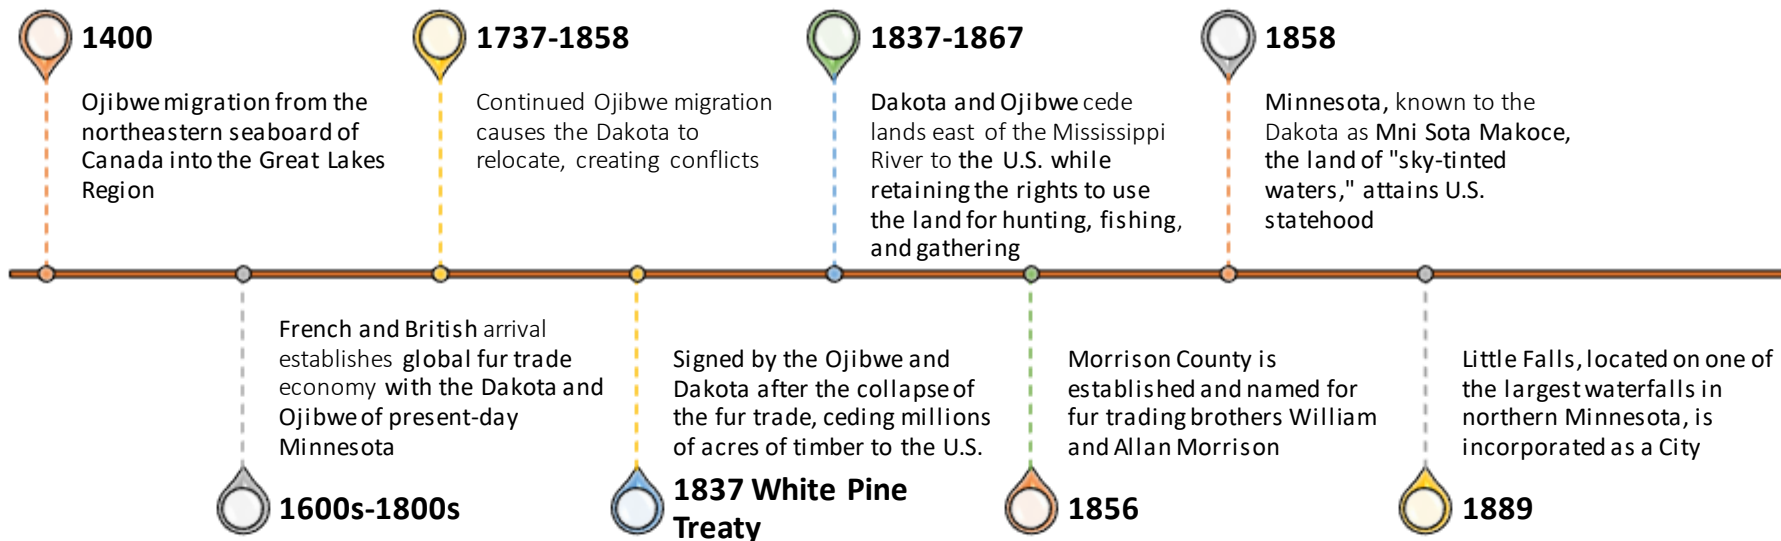 1400
Ojibwe migration from the
northeastern seaboard of
Canada into the Great Lakes
Region
1737-1858
Continued Ojibwe migration
causes the Dakota to
relocate, creating conflicts
1837-1867
Dakota and Ojibwe cede
lands east of the Mississippi
River to the U.S. while
retaining the rights to use
the land for hunting, fishing,
and gathering
1858
Minnesota, known to the
Dakota as Mni Sota Makoce,
the land of "sky-tinted
waters," attains U.S.
statehood
French and British arrival
establishes global fur trade
economy with the Dakota and
Ojibwe of present-day
Minnesota
1600s-1800s
Signed by the Ojibwe and
Dakota after the collapse of
the fur trade, ceding millions
of acres of timber to the U.S.
1837 White Pine
Treaty
Morrison County is
established and named for
fur trading brothers William
and Allan Morrison
1856
Little Falls, located on one of
the largest waterfalls in
northern Minnesota, is
incorporated as a City
1889